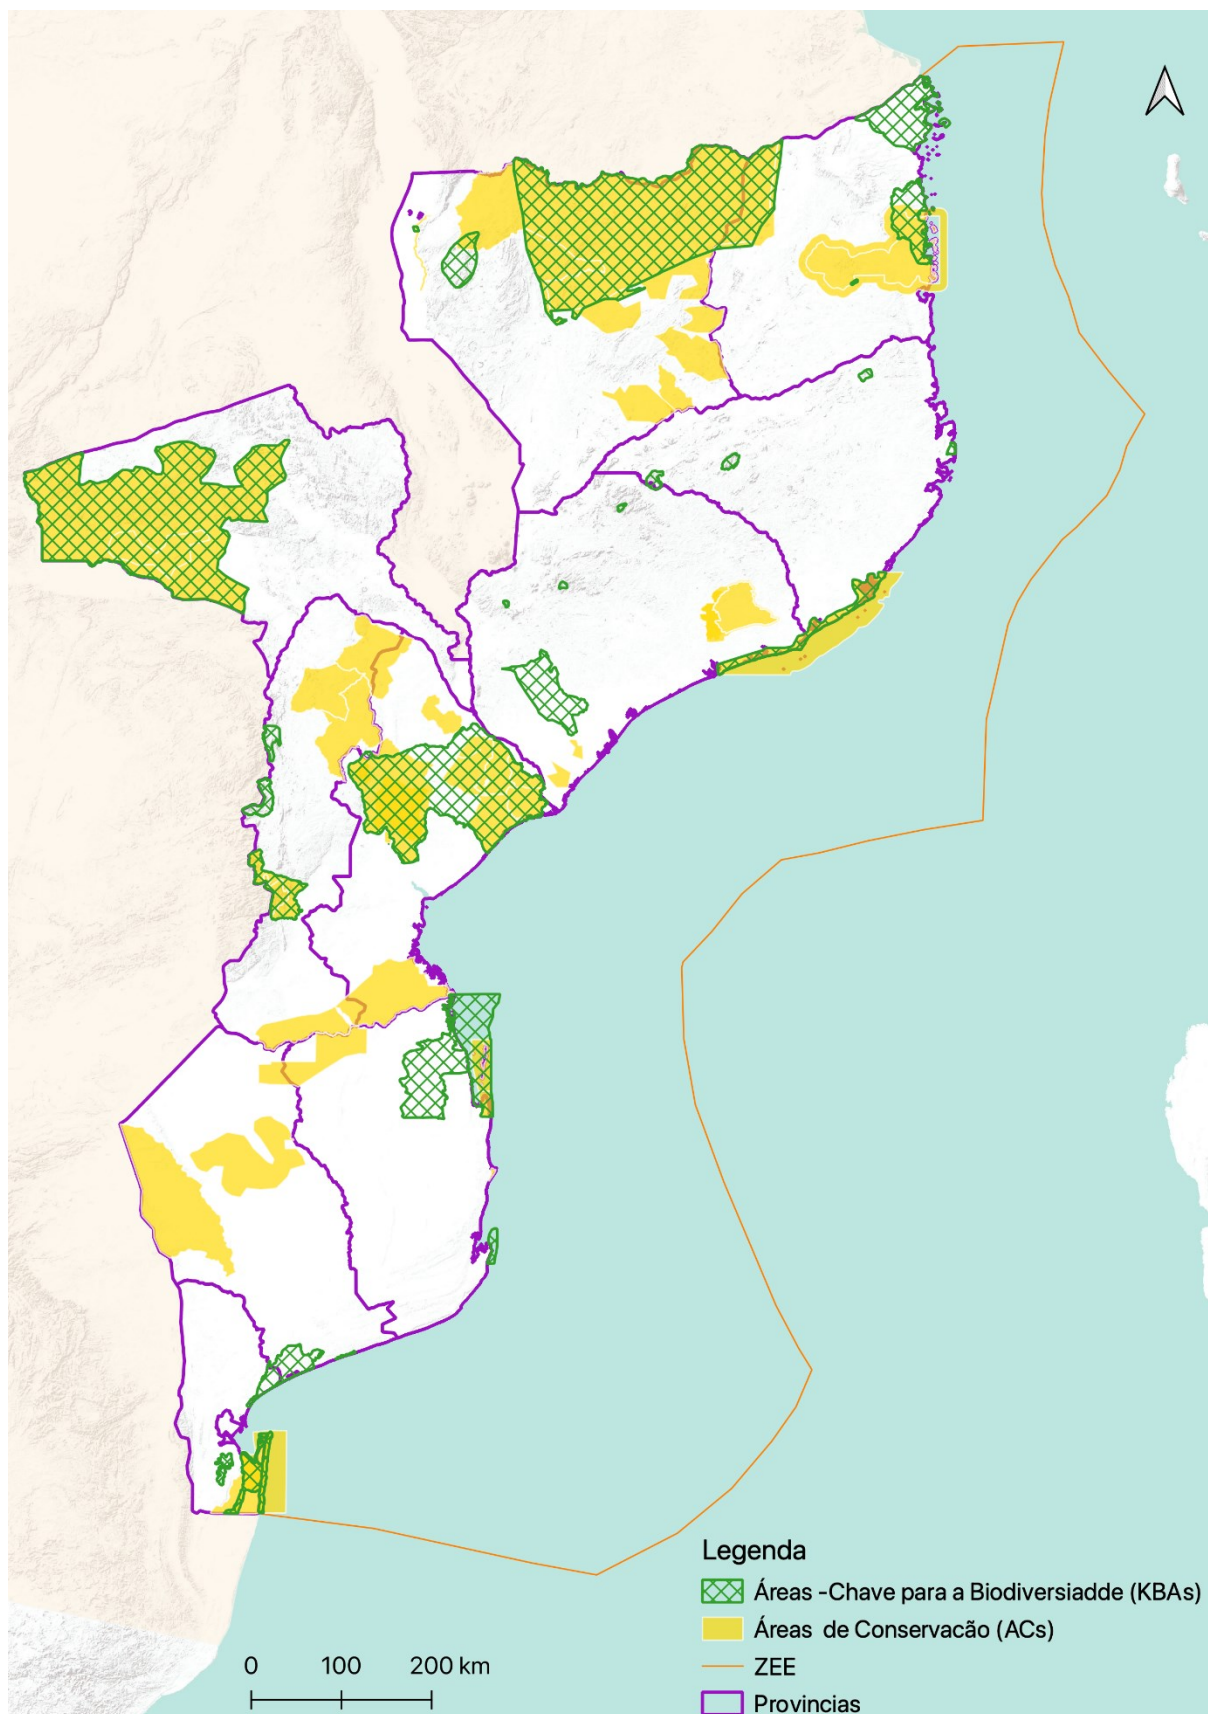 Legenda
Áreas -Chave para a Biodiversiadde (KBAs)
Áreas de Conservacão (ACs)
ZEE
Provincias
0 100 200 km